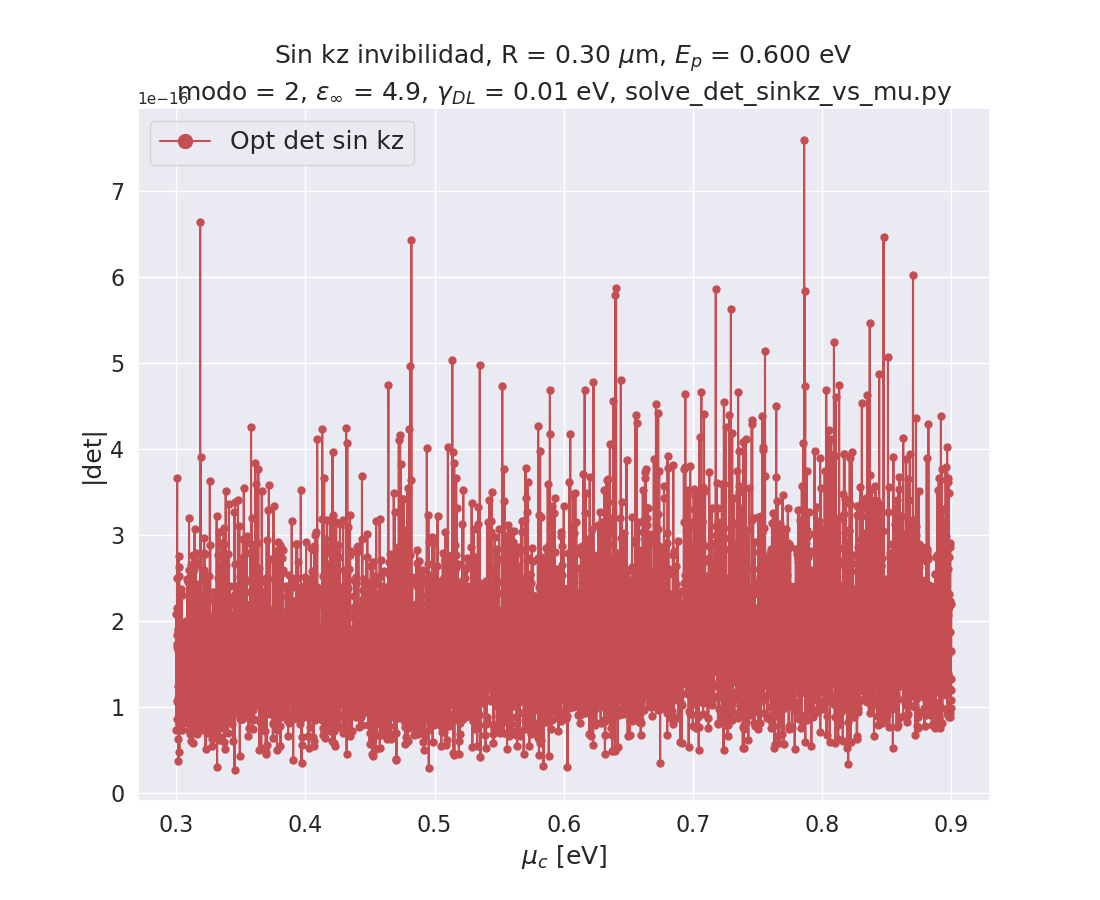 Sin kz invibilidad, R = 0.30 μm, E_p = 0.600 eV
modo = 2, ε_∞ = 4.9, γ_DL = 0.01 eV, solve_det_sinkz_vs_mu.py
1e−16
Opt det sin kz
7
6
5
4
3
2
1
0
|det|
0.3 0.4 0.5 0.6 0.7 0.8 0.9
μ_c [eV]